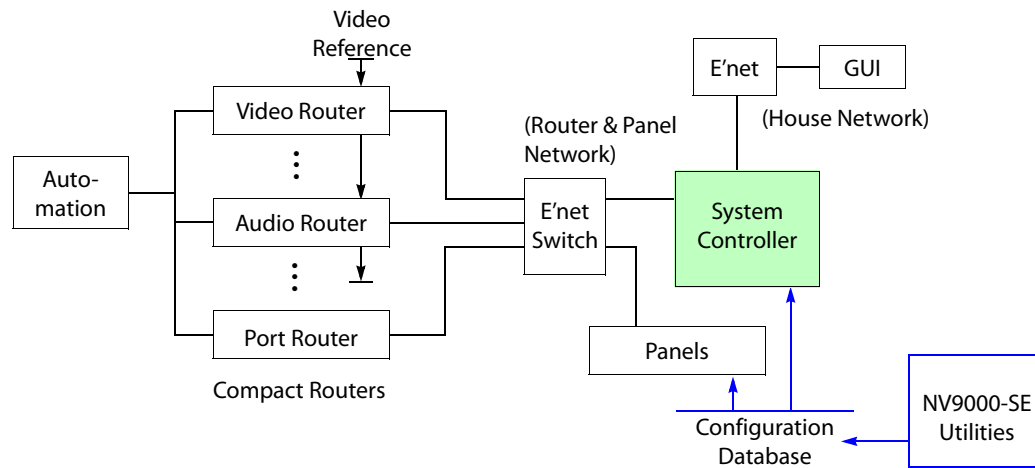 Video
Reference
Video Router
Auto-
mation
Audio Router
Port Router
Compact Routers
(Router & Panel
Network)
E'net
Switch
E'net
GUI
(House Network)
System
Controller
Panels
Configuration
Database
NV9000-SE
Utilities